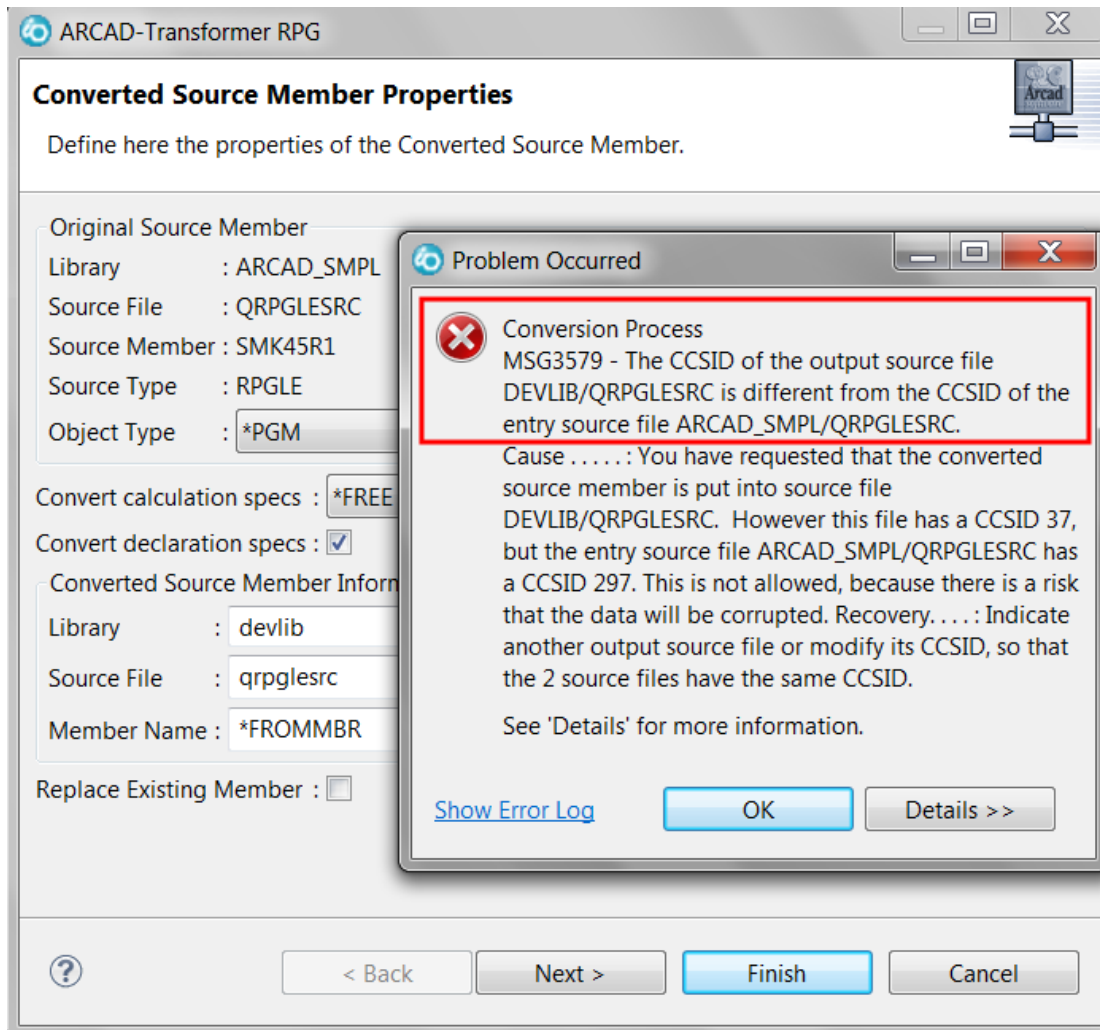 ARCAD-Transformer RPG
Converted Source Member Properties
Arcad
Define here the properties of the Converted Source Member.
Original Source Member
Library : ARCAD_SMPL
Source File : QRPGLESRC
Source Member : SMK45R1
Source Type : RPGLE
Object Type : *PGM
Convert calculation specs : *FREE
Convert declaration specs :
Converted Source Member Inforn
Library : devlib
Source File : qrpglesrc
Member Name : *FROMMBR
Replace Existing Member :
Problem Occurred
Conversion Process
MSG3579 - The CCSID of the output source file
DEVLIB/QRPGLESRC is different from the CCSID of the
entry source file ARCAD_SMPL/QRPGLESRC.
Cause . . . . . : You have requested that the converted
source member is put into source file
DEVLIB/QRPGLESRC.  However this file has a CCSID 37,
but the entry source file ARCAD_SMPL/QRPGLESRC has
a CCSID 297. This is not allowed, because there is a risk
that the data will be corrupted. Recovery. . . . : Indicate
another output source file or modify its CCSID, so that
the 2 source files have the same CCSID.
See 'Details' for more information.
Show Error Log
OK
Details >>
?
< Back
Next >
Finish
Cancel